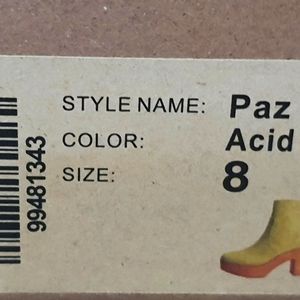 STYLE NAME: Paz
COLOR: Acid
SIZE: 8
99481343